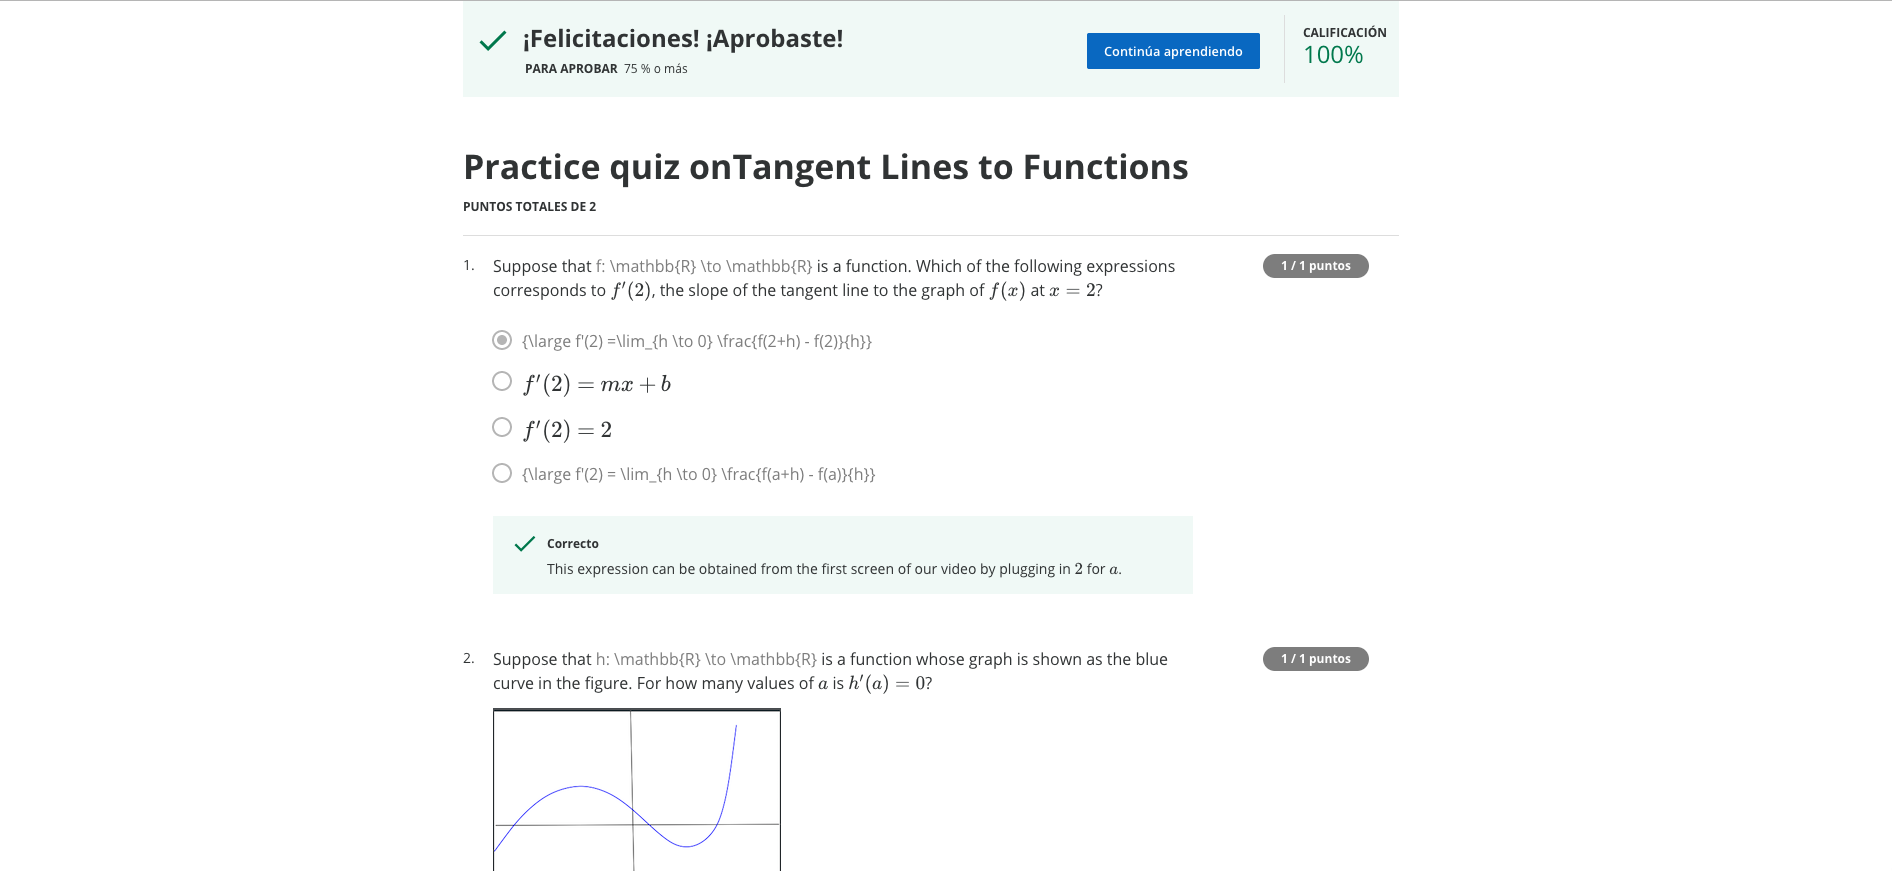 ¡Felicitaciones! ¡Aprobaste!
PARA APROBAR 75 % o más
Continúa aprendiendo
CALIFICACIÓN
100%
Practice quiz onTangent Lines to Functions
PUNTOS TOTALES DE 2
1. Suppose that f: \mathbb{R} \to \mathbb{R} is a function. Which of the following expressions
corresponds to f′(2), the slope of the tangent line to the graph of f(x) at x = 2?
1 / 1 puntos
{\large f'(2) =\lim_{h \to 0} \frac{f(2+h) - f(2)}{h}}
f′(2) = mx + b
f′(2) = 2
{\large f'(2) = \lim_{h \to 0} \frac{f(a+h) - f(a)}{h}}
Correcto
This expression can be obtained from the first screen of our video by plugging in 2 for a.
2. Suppose that h: \mathbb{R} \to \mathbb{R} is a function whose graph is shown as the blue
curve in the figure. For how many values of a is h′(a) = 0?
1 / 1 puntos